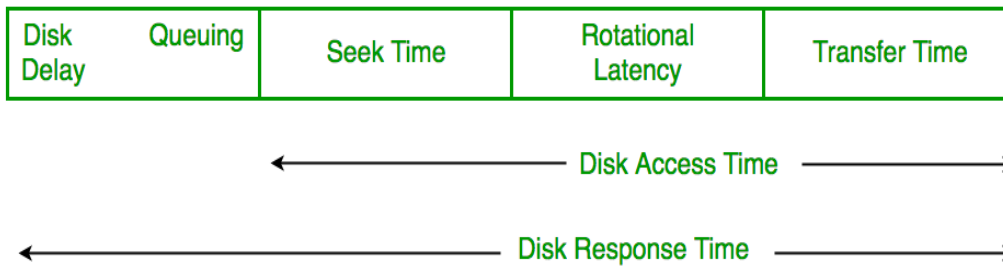 Disk Queuing
Delay
Seek Time
Rotational
Latency
Transfer Time
Disk Access Time
Disk Response Time